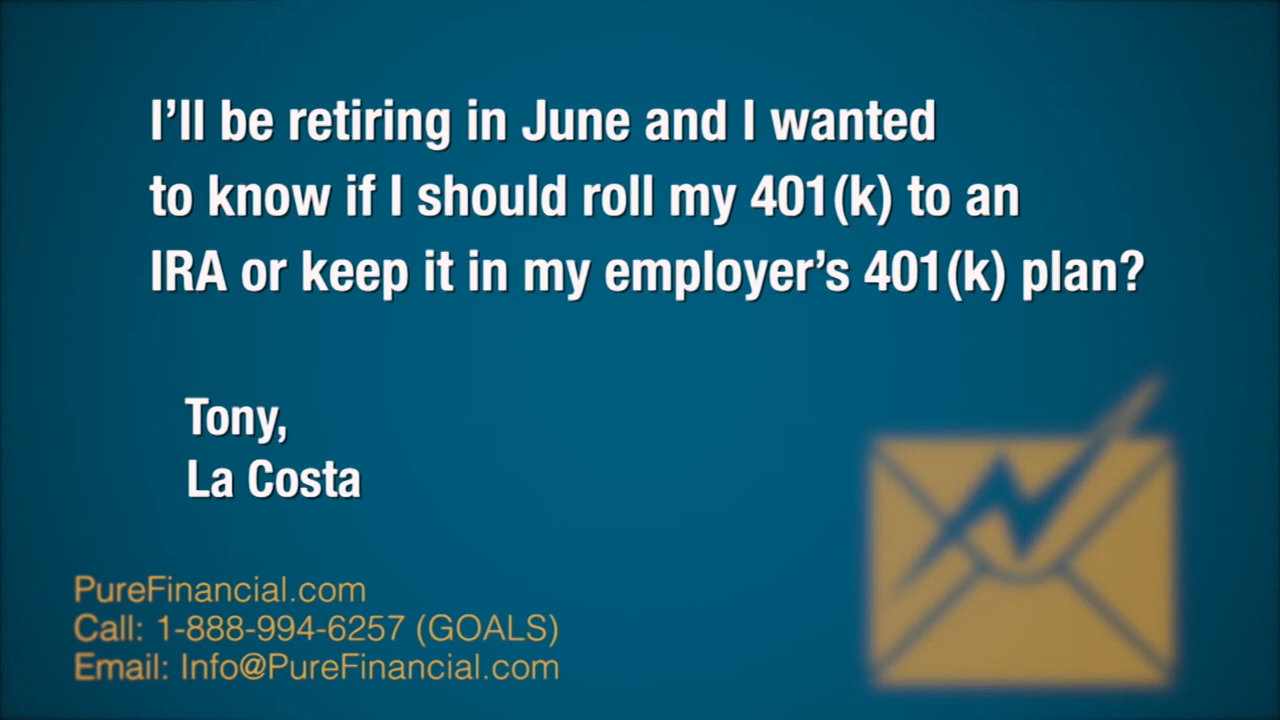 I’ll be retiring in June and I wanted
to know if I should roll my 401(k) to an
IRA or keep it in my employer’s 401(k) plan?
Tony,
La Costa
PureFinancial.com
Call: 1-888-994-6257 (GOALS)
Email: Info@PureFinancial.com